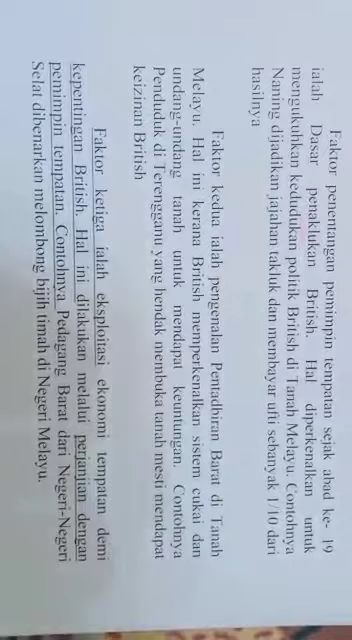 Faktor penentangan pemimpin tempatan sejak abad ke- 19
ialah Dasar penaklukan British. Hal diperkenalkan untuk
mengukuhkan kedudukan politik British di Tanah Melayu. Contohnya
Naning dijadikan jajahan takluk dan membayar ufti sebanyak 1/10 dari
hasilnya
Faktor kedua ialah pengenalan Pentadbiran Barat di Tanah
Melayu. Hal ini kerana British memperkenalkan sistem cukai dan
undang-undang tanah untuk mendapat keuntungan. Contohnya
Penduduk di Terengganu yang hendak membuka tanah mesti mendapat
keizinan British
Faktor ketiga ialah eksploitasi ekonomi tempatan demi
kepentingan British. Hal ini dilakukan melalui perjanjian dengan
pemimpin tempatan. Contohnya Pedagang Barat dari Negeri-Negeri
Selat dibenarkan melombong bijih timah di Negeri Melayu.